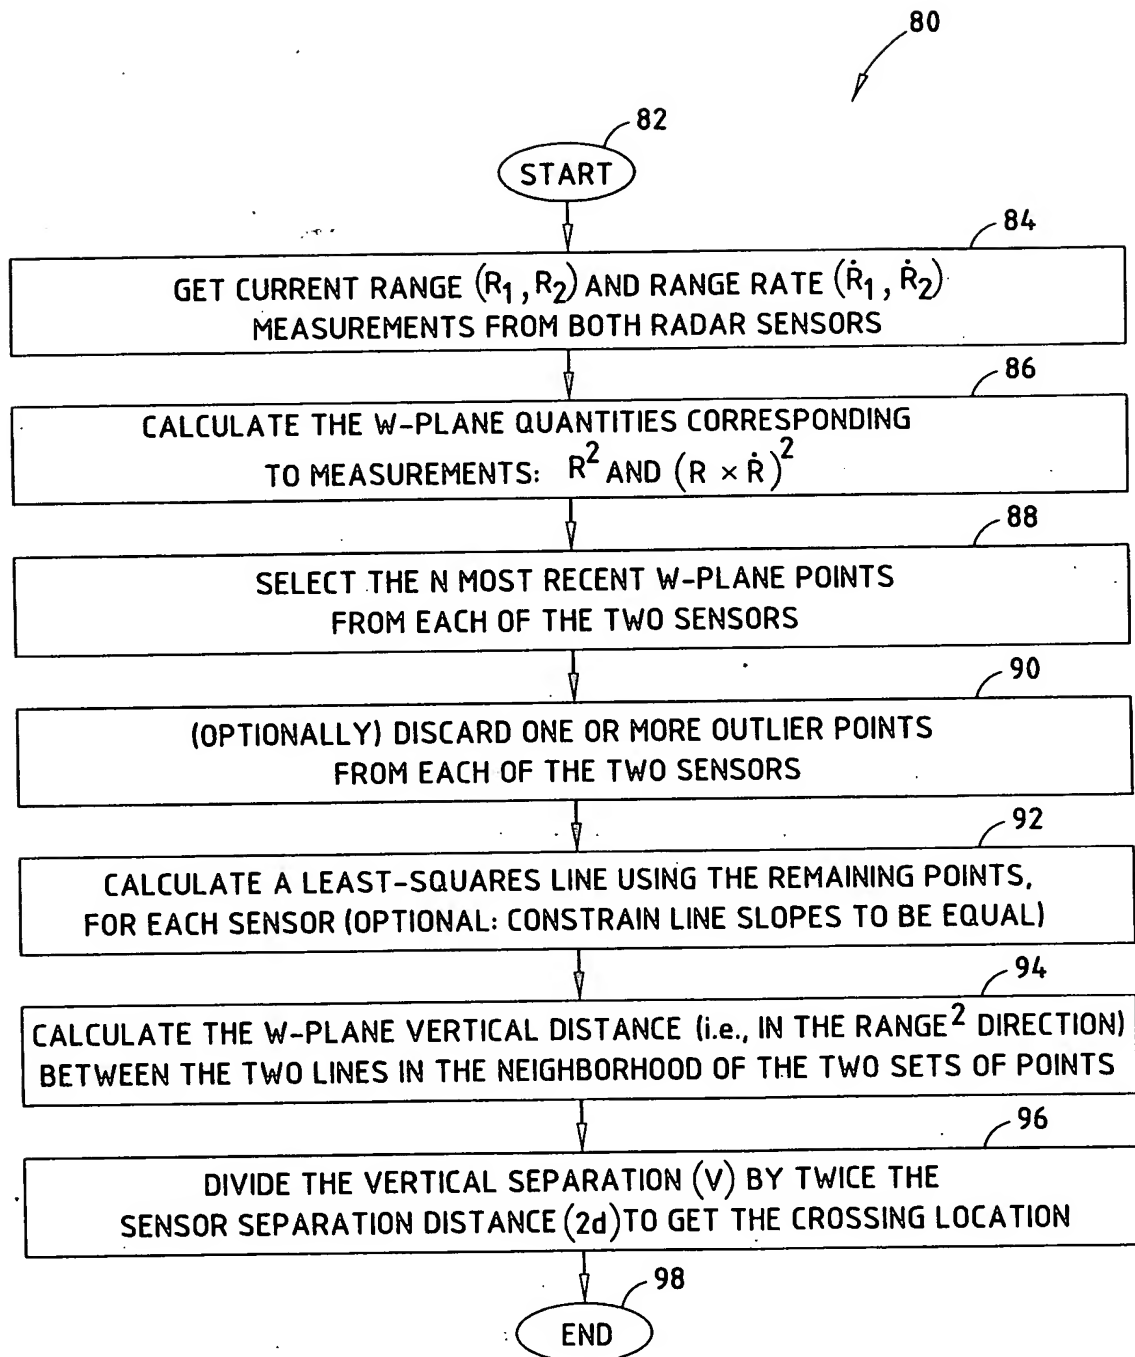 80
82
START
84
GET CURRENT RANGE (R₁, R₂) AND RANGE RATE (Ṙ₁, Ṙ₂)
MEASUREMENTS FROM BOTH RADAR SENSORS
86
CALCULATE THE W-PLANE QUANTITIES CORRESPONDING
TO MEASUREMENTS: R² AND (R × Ṙ)²
88
SELECT THE N MOST RECENT W-PLANE POINTS
FROM EACH OF THE TWO SENSORS
90
(OPTIONALLY) DISCARD ONE OR MORE OUTLIER POINTS
FROM EACH OF THE TWO SENSORS
92
CALCULATE A LEAST-SQUARES LINE USING THE REMAINING POINTS,
FOR EACH SENSOR (OPTIONAL: CONSTRAIN LINE SLOPES TO BE EQUAL)
94
CALCULATE THE W-PLANE VERTICAL DISTANCE (i.e., IN THE RANGE² DIRECTION)
BETWEEN THE TWO LINES IN THE NEIGHBORHOOD OF THE TWO SETS OF POINTS
96
DIVIDE THE VERTICAL SEPARATION (V) BY TWICE THE
SENSOR SEPARATION DISTANCE (2d) TO GET THE CROSSING LOCATION
98
END